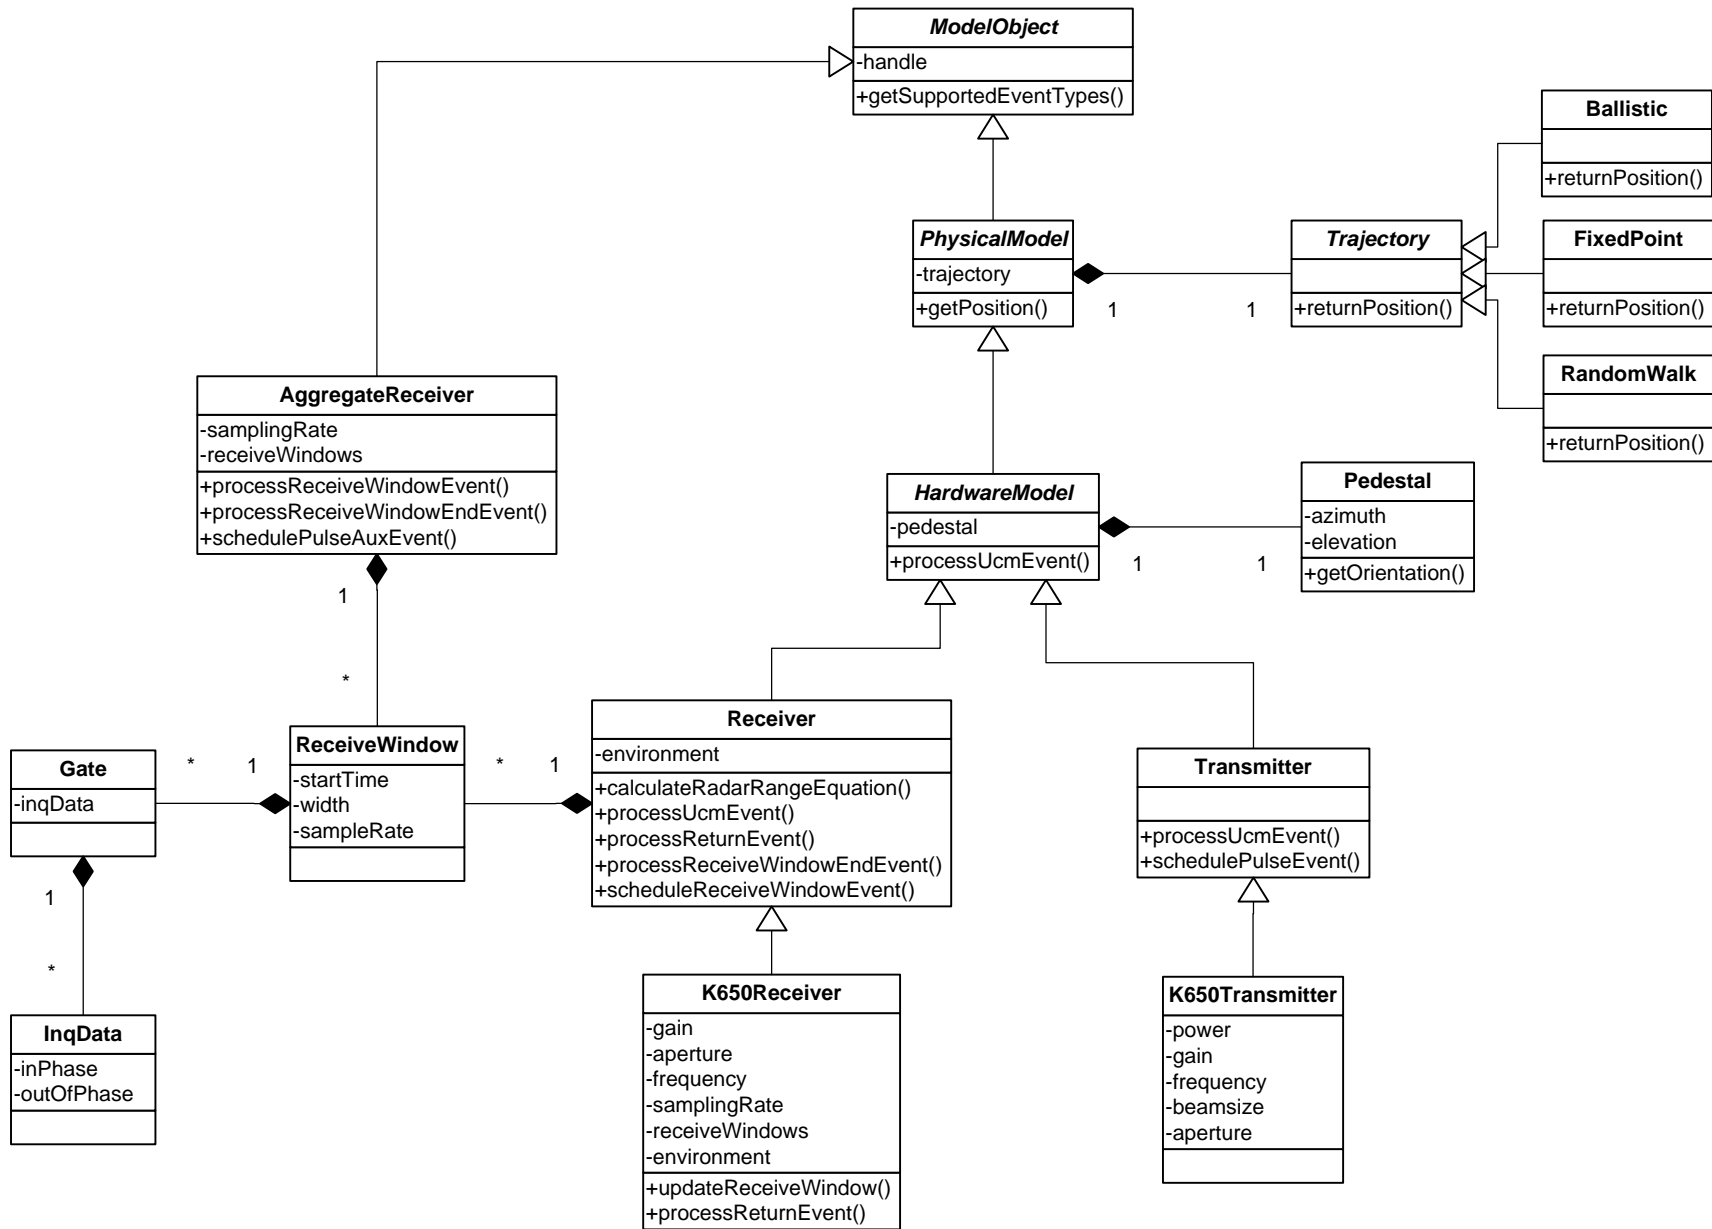 ModelObject
-handle
+getSupportedEventTypes()
Ballistic
+returnPosition()
PhysicalModel
-trajectory
+getPosition()
1
1
Trajectory
+returnPosition()
FixedPoint
+returnPosition()
RandomWalk
+returnPosition()
AggregateReceiver
-samplingRate
-receiveWindows
+processReceiveWindowEvent()
+processReceiveWindowEndEvent()
+schedulePulseAuxEvent()
1
*
HardwareModel
-pedestal
+processUcmEvent()
1
1
Pedestal
-azimuth
-elevation
+getOrientation()
Gate
-inqData
*
1
ReceiveWindow
-startTime
-width
-sampleRate
*
1
Receiver
-environment
+calculateRadarRangeEquation()
+processUcmEvent()
+processReturnEvent()
+processReceiveWindowEndEvent()
+scheduleReceiveWindowEvent()
Transmitter
+processUcmEvent()
+schedulePulseEvent()
1
*
InqData
-inPhase
-outOfPhase
K650Receiver
-gain
-aperture
-frequency
-samplingRate
-receiveWindows
-environment
+updateReceiveWindow()
+processReturnEvent()
K650Transmitter
-power
-gain
-frequency
-beamsize
-aperture